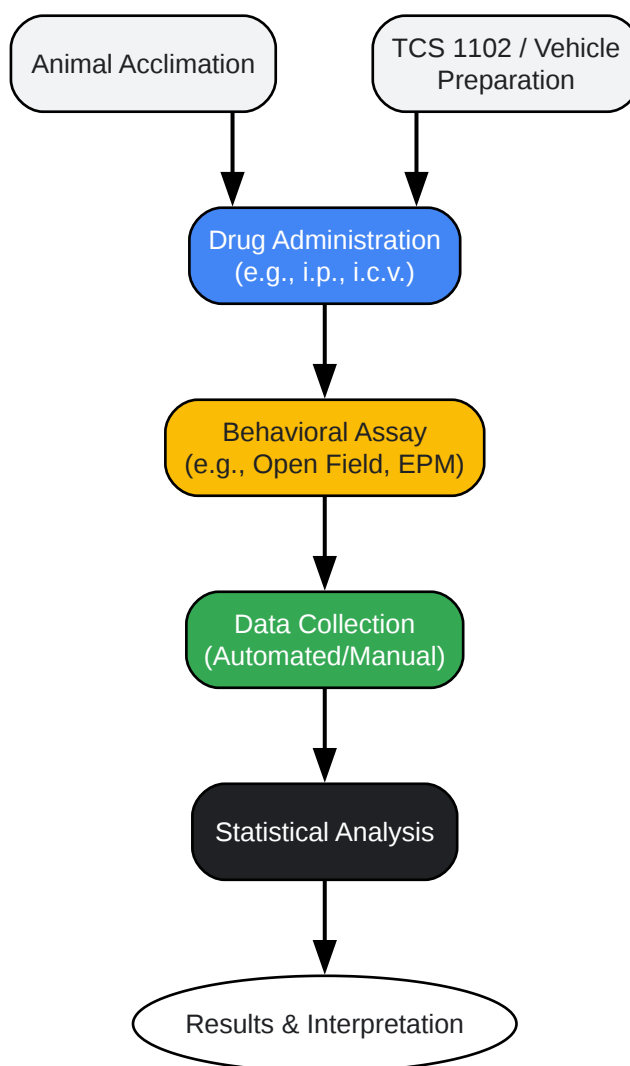 Animal Acclimation
TCS 1102 / Vehicle
Preparation
Drug Administration
(e.g., i.p., i.c.v.)
Behavioral Assay
(e.g., Open Field, EPM)
Data Collection
(Automated/Manual)
Statistical Analysis
Results & Interpretation